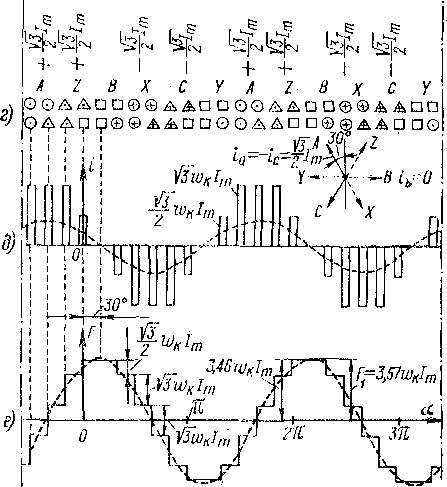 + √3/2 I_m + √3/2 I_m − √3/2 I_m − √3/2 I_m + √3/2 I_m + √3/2 I_m − √3/2 I_m − √3/2 I_m
A Z B X C Y A Z B X C Y
г)
30°
A Z
i i_a=−i_c=√3/2 I_m
Y B i_b=0
C X
√3 w_к I_m
√3/2 w_к I_m
д) 0
30°
F
√3/2 w_к I_m
√3 w_к I_m
3,46 w_к I_m F₁=3,57 w_к I_m
π α
е) √3 w_к I_m
0 2π 3π